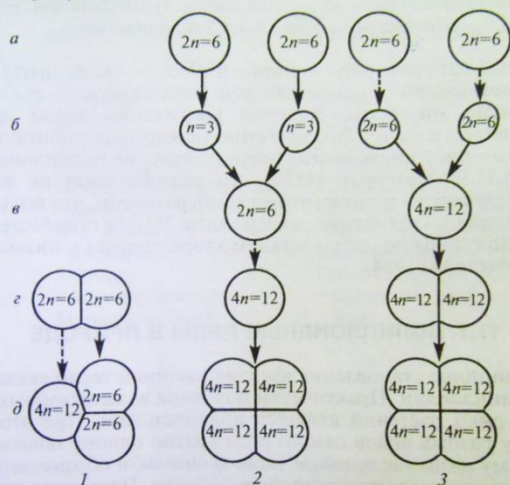 а 2n=6 2n=6 2n=6 2n=6
б n=3 n=3 2n=6 2n=6
в 2n=6 4n=12
4n=12
г 2n=6 2n=6 4n=12 4n=12
2n=6 4n=12 4n=12 4n=12 4n=12
д 4n=12
2n=6 4n=12 4n=12 4n=12 4n=12
1 2 3